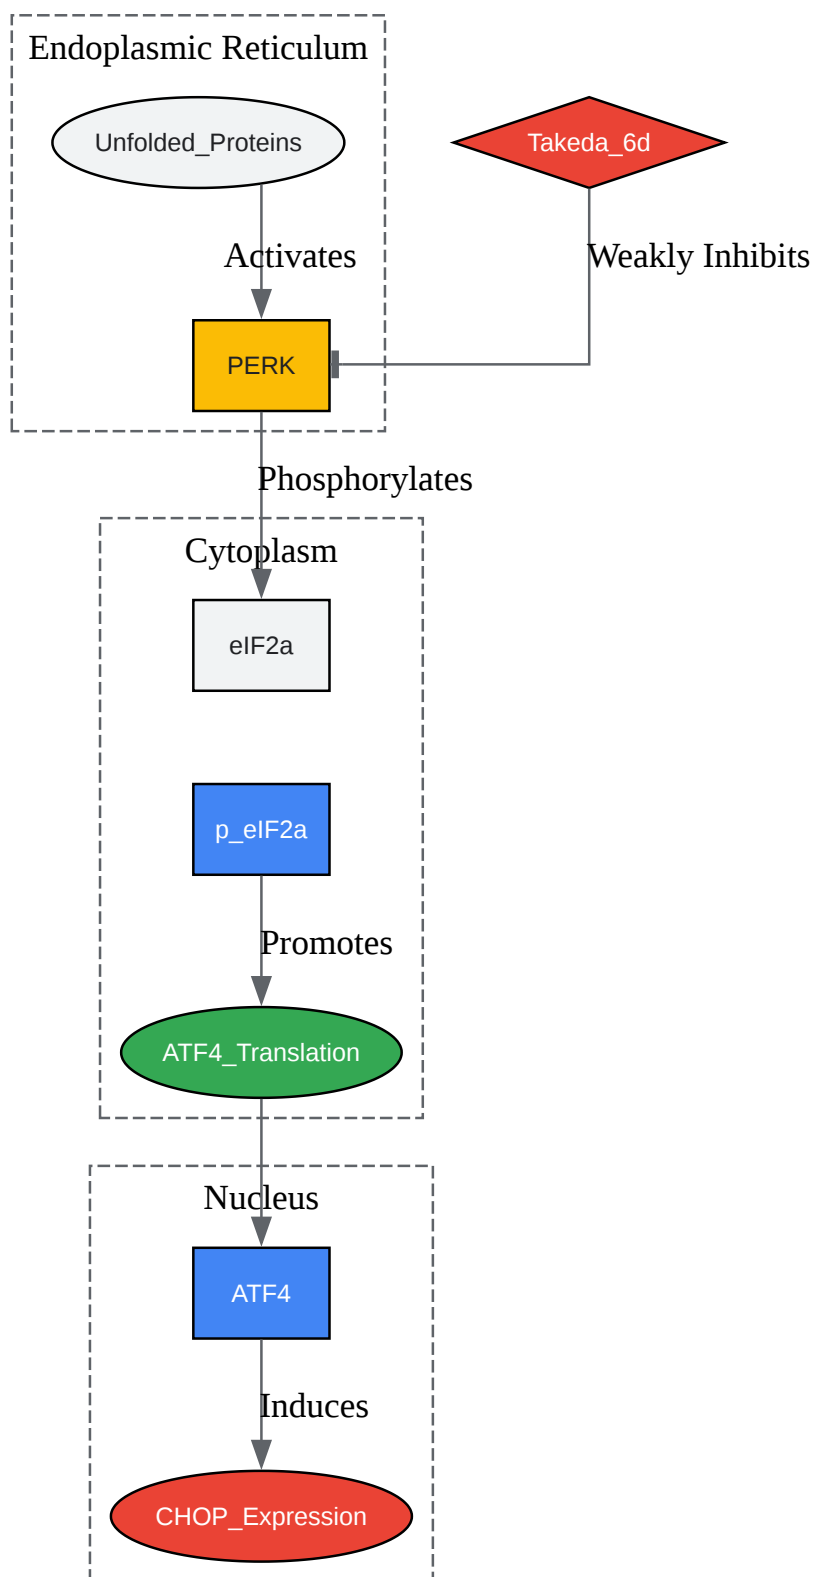 Endoplasmic Reticulum
Unfolded_Proteins
Takeda_6d
Activates
Weakly Inhibits
PERK
Phosphorylates
Cytoplasm
eIF2a
p_eIF2a
Promotes
ATF4_Translation
Nucleus
ATF4
Induces
CHOP_Expression